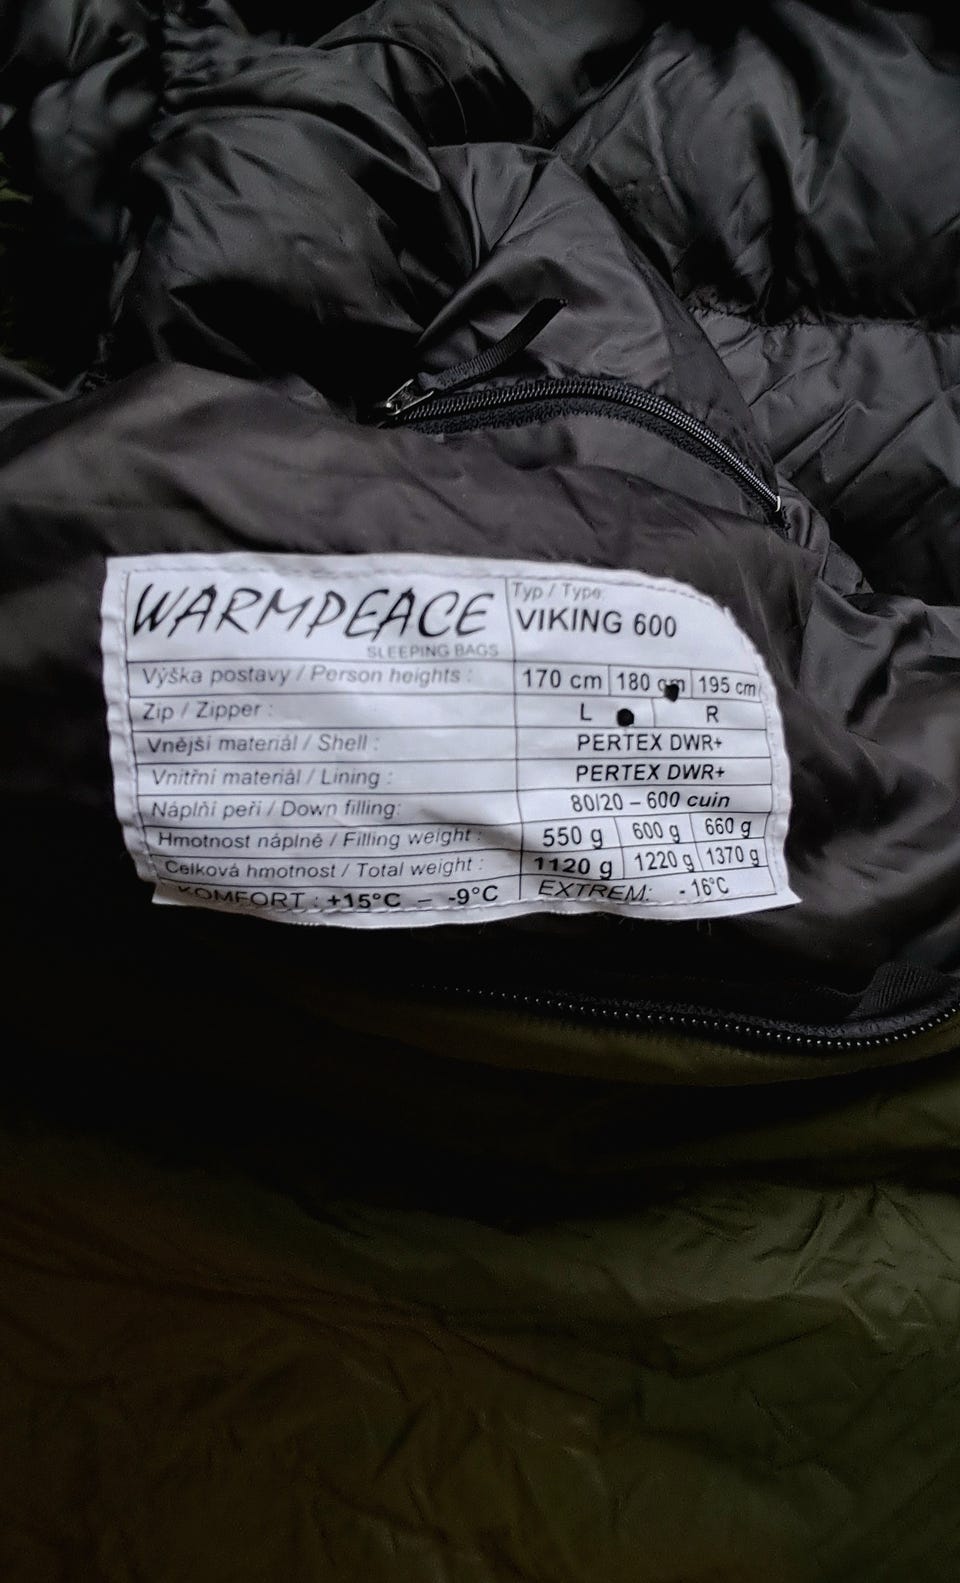 WARMPEACE
SLEEPING BAGS
Typ / Type:
VIKING 600
Výška postavy / Person heights : 170 cm 180 cm 195 cm
Zip / Zipper : L R
Vnější materiál / Shell : PERTEX DWR+
Vnitřní materiál / Lining : PERTEX DWR+
Náplňi peří / Down filling: 80/20 – 600 cuin
Hmotnost náplně / Filling weight : 550 g 600 g 660 g
Celková hmotnost / Total weight : 1120 g 1220 g 1370 g
KOMFORT : +15°C – -9°C EXTREM: -16°C